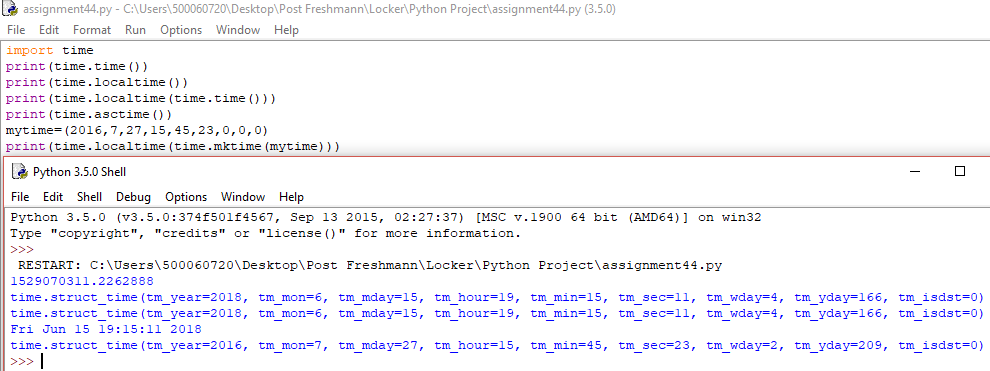 assignment44.py - C:\Users\500060720\Desktop\Post Freshmann\Locker\Python Project\assignment44.py (3.5.0)
File Edit Format Run Options Window Help
import time
print(time.time())
print(time.localtime())
print(time.localtime(time.time()))
print(time.asctime())
mytime=(2016,7,27,15,45,23,0,0,0)
print(time.localtime(time.mktime(mytime)))
Python 3.5.0 Shell
File Edit Shell Debug Options Window Help
Python 3.5.0 (v3.5.0:374f501f4567, Sep 13 2015, 02:27:37) [MSC v.1900 64 bit (AMD64)] on win32
Type "copyright", "credits" or "license()" for more information.
>>>
RESTART: C:\Users\500060720\Desktop\Post Freshmann\Locker\Python Project\assignment44.py
1529070311.2262888
time.struct_time(tm_year=2018, tm_mon=6, tm_mday=15, tm_hour=19, tm_min=15, tm_sec=11, tm_wday=4, tm_yday=166, tm_isdst=0)
time.struct_time(tm_year=2018, tm_mon=6, tm_mday=15, tm_hour=19, tm_min=15, tm_sec=11, tm_wday=4, tm_yday=166, tm_isdst=0)
Fri Jun 15 19:15:11 2018
time.struct_time(tm_year=2016, tm_mon=7, tm_mday=27, tm_hour=15, tm_min=45, tm_sec=23, tm_wday=2, tm_yday=209, tm_isdst=0)
>>>